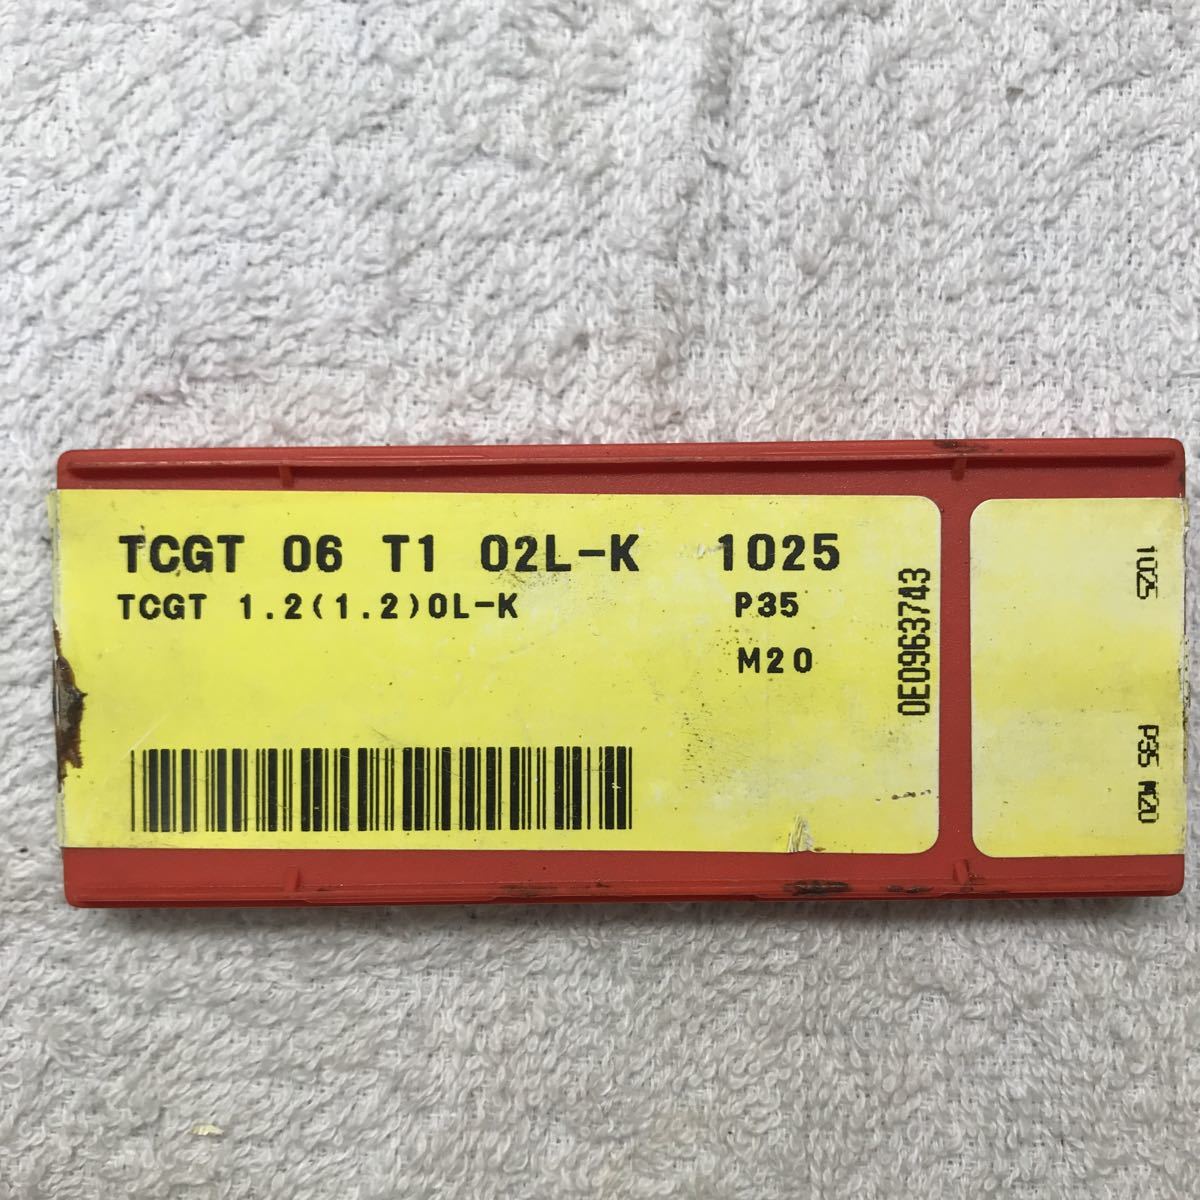 TCGT 06 T1 02L-K 1025
TCGT 1.2(1.2)0L-K P35
M20
0E0963743
1025
P35 M20